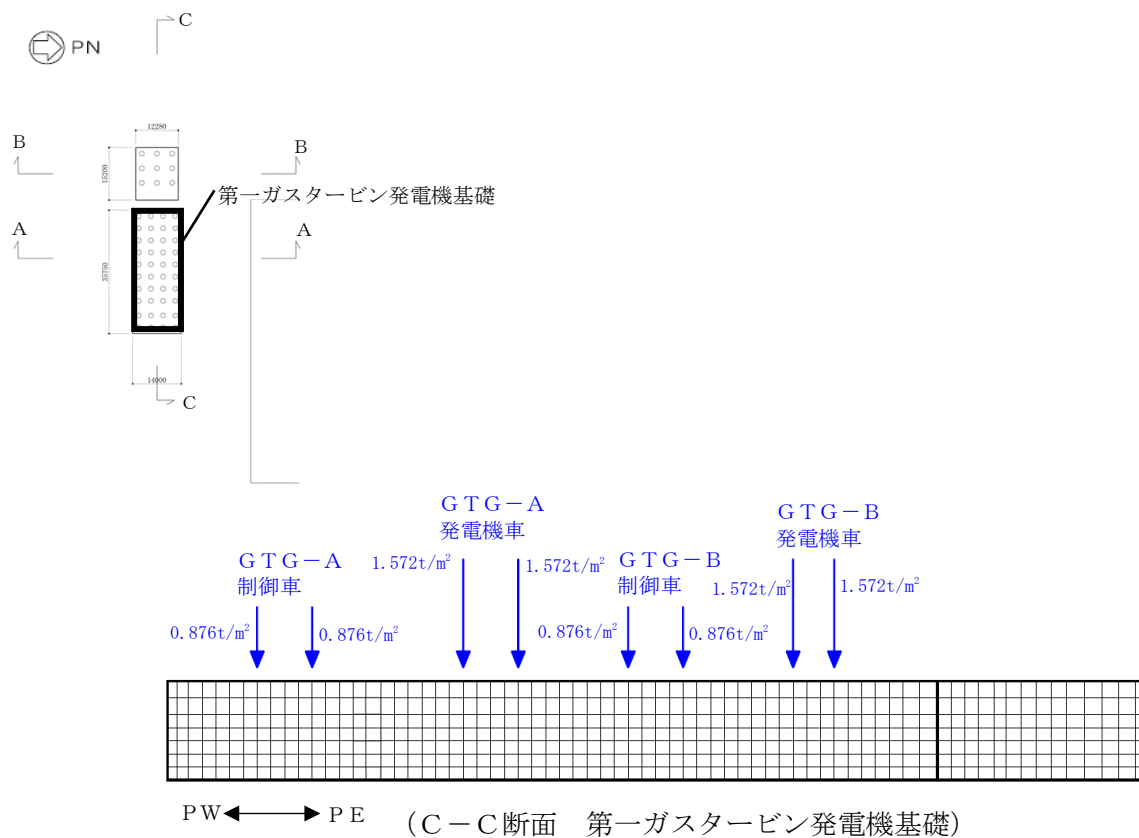 C
PN
12280
B
B
15200
第一ガスタービン発電機基礎
A
A
35750
14000
C
GTG-A
発電機車
GTG-B
発電機車
GTG-A
制御車
1.572t/m²
1.572t/m²
GTG-B
制御車
1.572t/m²
1.572t/m²
0.876t/m²
0.876t/m²
0.876t/m²
0.876t/m²
PW
PE
(C-C断面 第一ガスタービン発電機基礎)